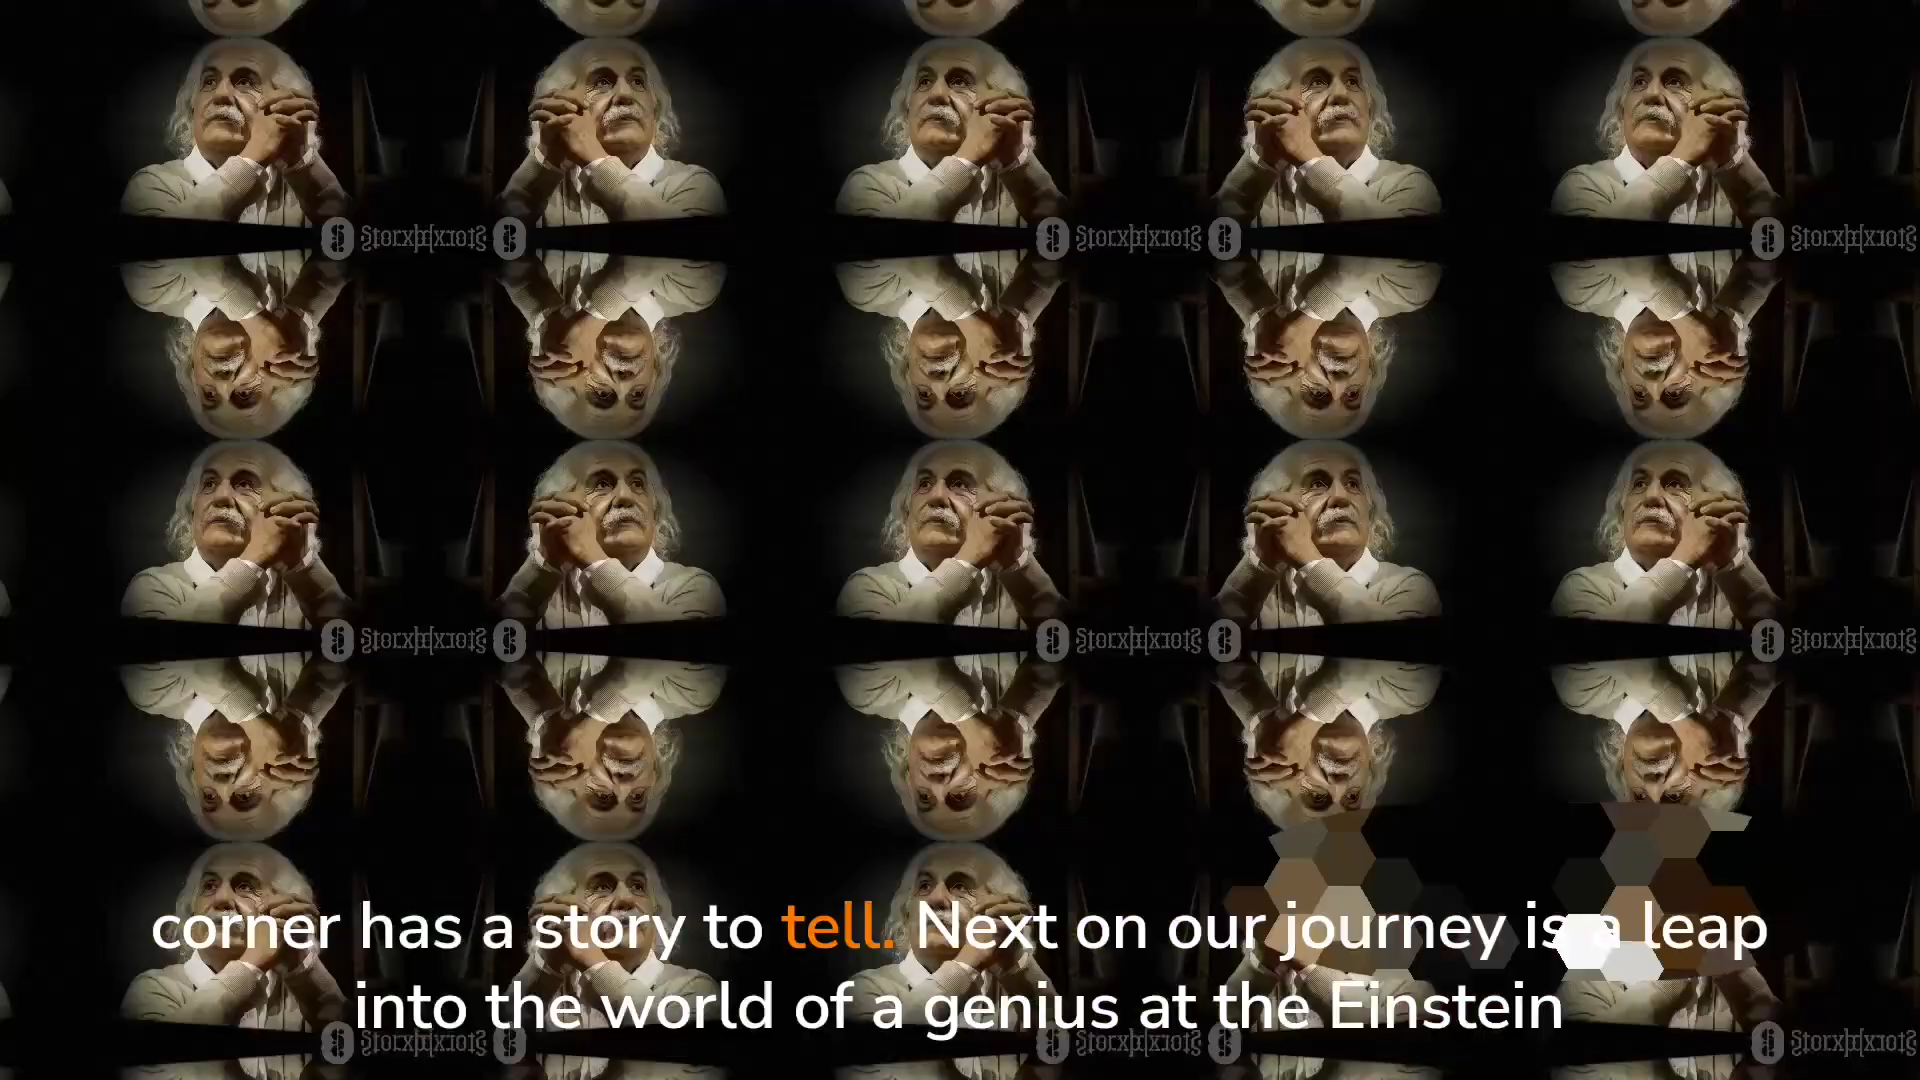 corner has a story to tell. Next on our journey is a leap
into the world of a genius at the Einstein